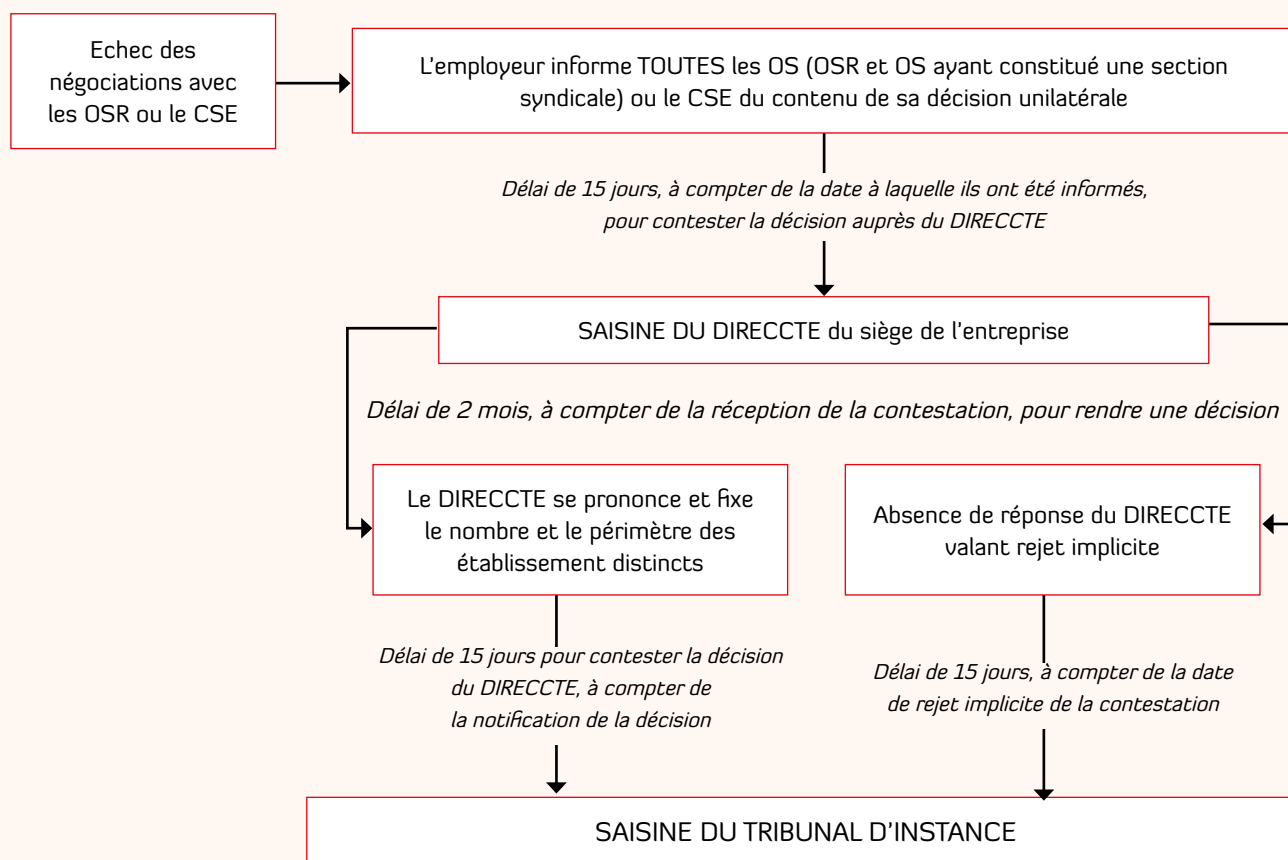 Echec des
négociations avec
les OSR ou le CSE
L'employeur informe TOUTES les OS (OSR et OS ayant constitué une section
syndicale) ou le CSE du contenu de sa décision unilatérale
Délai de 15 jours, à compter de la date à laquelle ils ont été informés,
pour contester la décision auprès du DIRECCTE
SAISINE DU DIRECCTE du siège de l'entreprise
Délai de 2 mois, à compter de la réception de la contestation, pour rendre une décision
Le DIRECCTE se prononce et fixe
le nombre et le périmètre des
établissement distincts
Absence de réponse du DIRECCTE
valant rejet implicite
Délai de 15 jours pour contester la décision
du DIRECCTE, à compter de
la notification de la décision
Délai de 15 jours, à compter de la date
de rejet implicite de la contestation
SAISINE DU TRIBUNAL D'INSTANCE